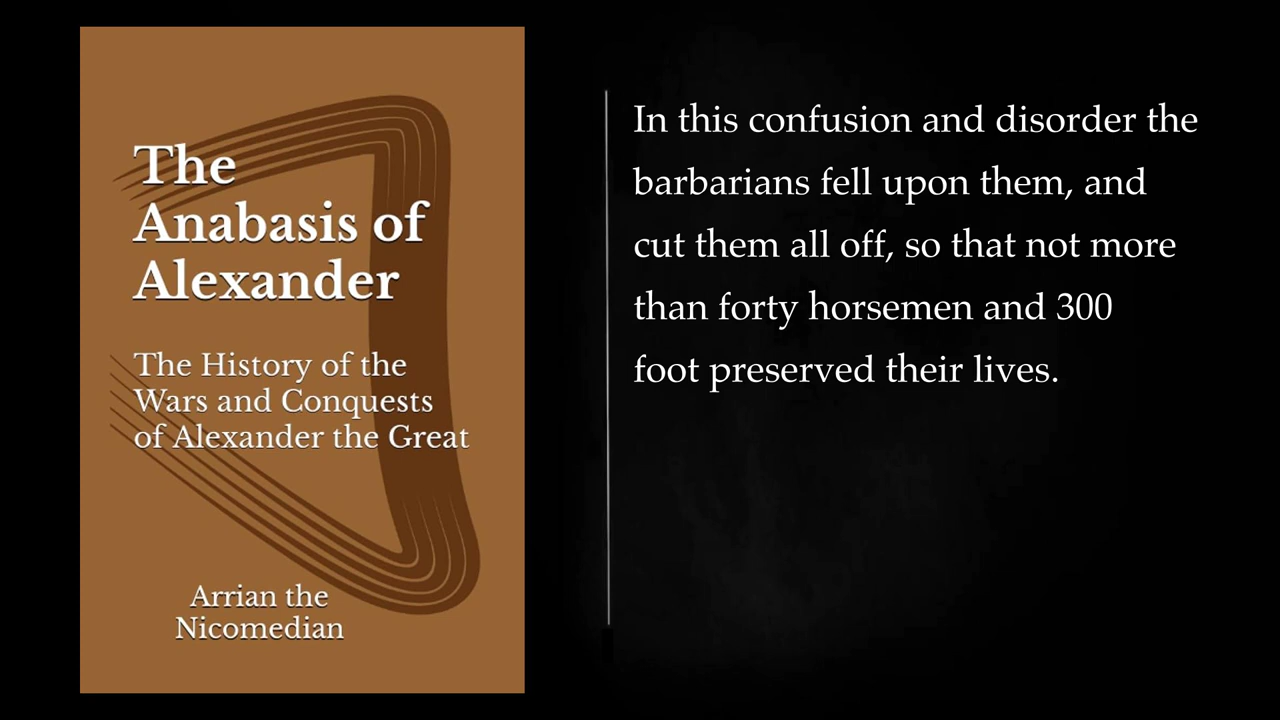 The
Anabasis of
Alexander
The History of the
Wars and Conquests
of Alexander the Great
Arrian the
Nicomedian
In this confusion and disorder the
barbarians fell upon them, and
cut them all off, so that not more
than forty horsemen and 300
foot preserved their lives.